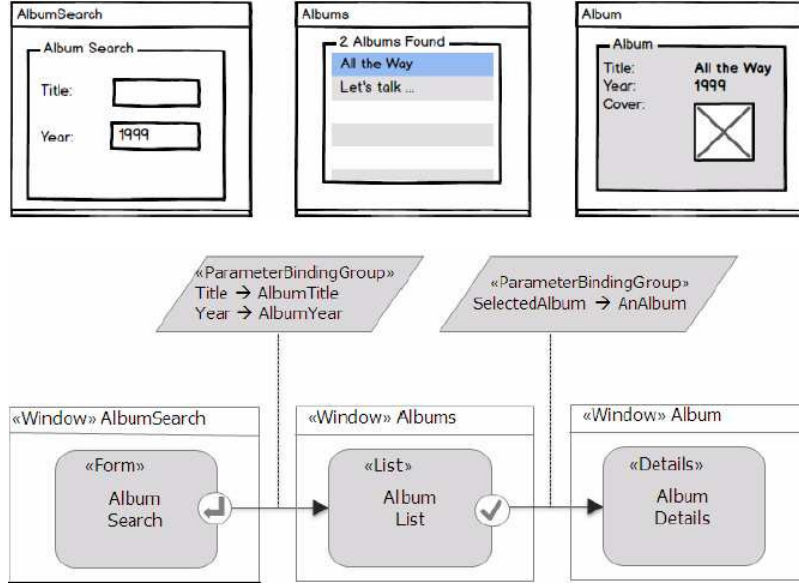 AlbumSearch
Album Search
Title:
Year:
1999
Albums
2 Albums Found
All the Way
Let's talk ...
Album
Album
Title: All the Way
Year: 1999
Cover:
«ParameterBindingGroup»
Title → AlbumTitle
Year → AlbumYear
«ParameterBindingGroup»
SelectedAlbum → AnAlbum
«Window» AlbumSearch
«Form»
Album
Search
«Window» Albums
«List»
Album
List
«Window» Album
«Details»
Album
Details